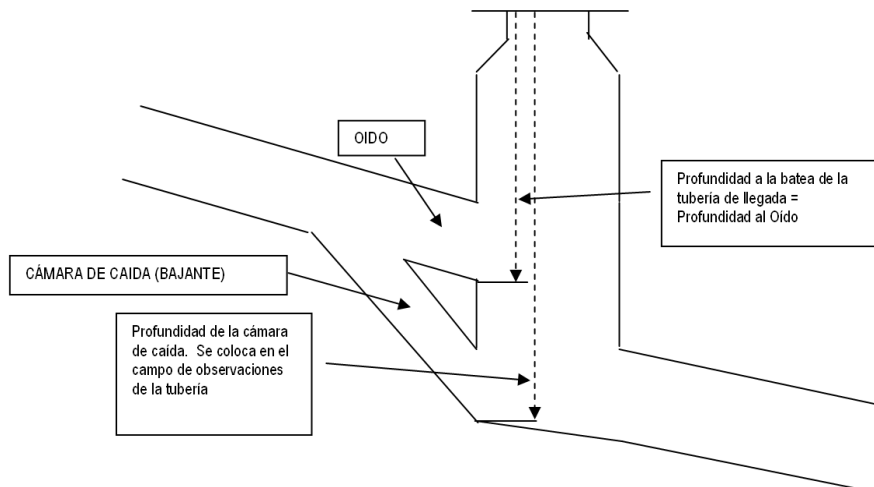 OIDO
Profundidad a la batea de la
tubería de llegada =
Profundidad al Oído
CÁMARA DE CAIDA (BAJANTE)
Profundidad de la cámara
de caída. Se coloca en el
campo de observaciones
de la tubería